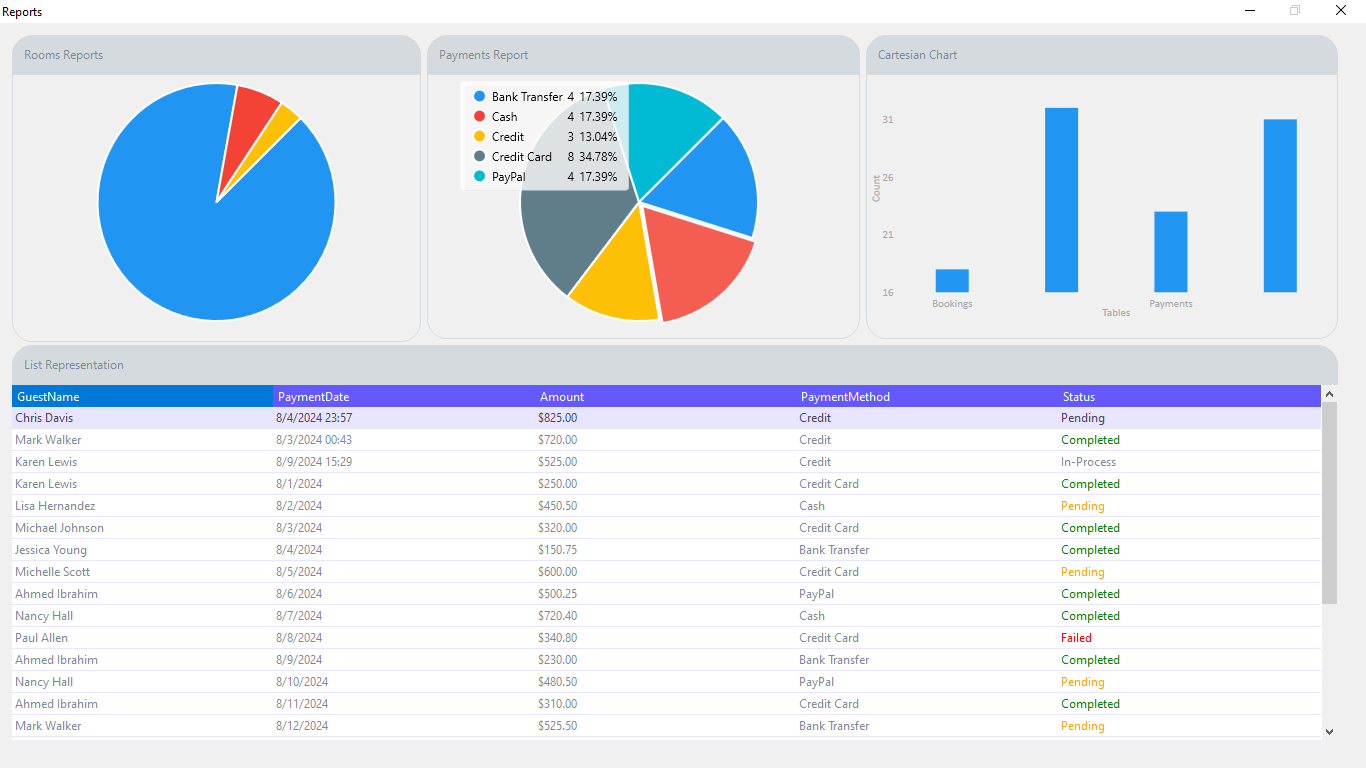 Reports
Rooms Reports
Payments Report
Bank Transfer 4 17.39%
Cash 4 17.39%
Credit 3 13.04%
Credit Card 8 34.78%
PayPal 4 17.39%
Cartesian Chart
31
26
21
16
Count
Bookings
Payments
Tables
List Representation
GuestName PaymentDate Amount PaymentMethod Status
Chris Davis 8/4/2024 23:57 $825.00 Credit Pending
Mark Walker 8/3/2024 00:43 $720.00 Credit Completed
Karen Lewis 8/9/2024 15:29 $525.00 Credit In-Process
Karen Lewis 8/1/2024 $250.00 Credit Card Completed
Lisa Hernandez 8/2/2024 $450.50 Cash Pending
Michael Johnson 8/3/2024 $320.00 Credit Card Completed
Jessica Young 8/4/2024 $150.75 Bank Transfer Completed
Michelle Scott 8/5/2024 $600.00 Credit Card Pending
Ahmed Ibrahim 8/6/2024 $500.25 PayPal Completed
Nancy Hall 8/7/2024 $720.40 Cash Completed
Paul Allen 8/8/2024 $340.80 Credit Card Failed
Ahmed Ibrahim 8/9/2024 $230.00 Bank Transfer Completed
Nancy Hall 8/10/2024 $480.50 PayPal Pending
Ahmed Ibrahim 8/11/2024 $310.00 Credit Card Completed
Mark Walker 8/12/2024 $525.50 Bank Transfer Pending